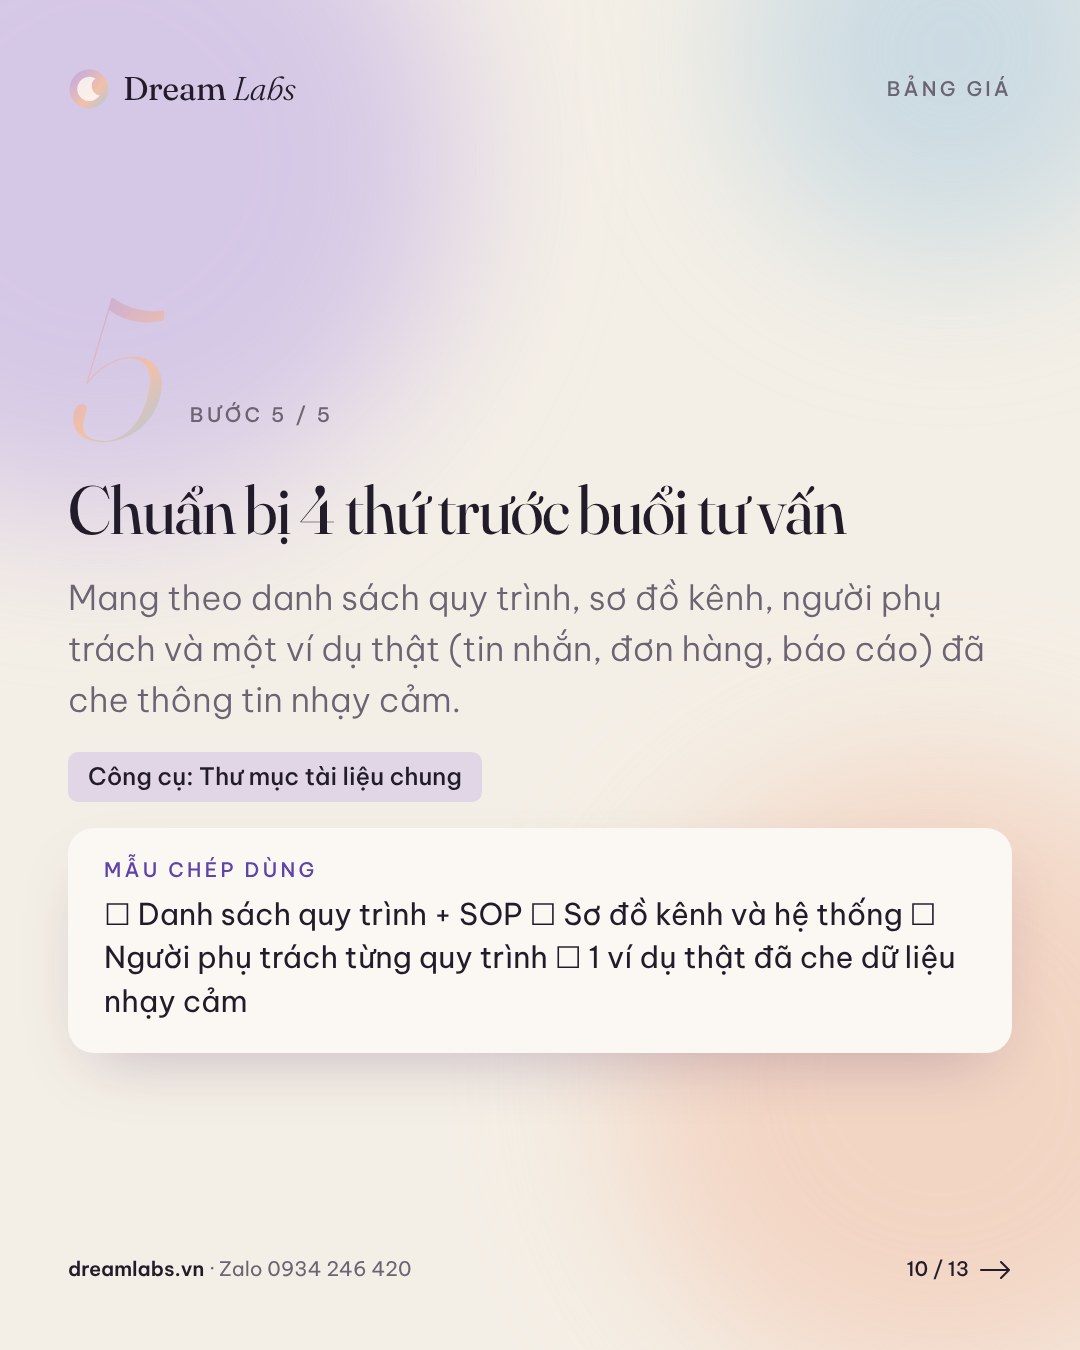 Dream Labs
BẢNG GIÁ
5
BƯỚC 5 / 5
Chuẩn bị 4 thứ trước buổi tư vấn
Mang theo danh sách quy trình, sơ đồ kênh, người phụ
trách và một ví dụ thật (tin nhắn, đơn hàng, báo cáo) đã
che thông tin nhạy cảm.
Công cụ: Thư mục tài liệu chung
MẪU CHÉP DÙNG
☐ Danh sách quy trình + SOP ☐ Sơ đồ kênh và hệ thống ☐
Người phụ trách từng quy trình ☐ 1 ví dụ thật đã che dữ liệu
nhạy cảm
dreamlabs.vn · Zalo 0934 246 420
10 / 13 →